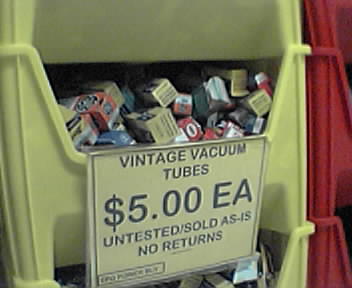 VINTAGE VACUUM
TUBES
$5.00 EA
UNTESTED/SOLD AS-IS
NO RETURNS